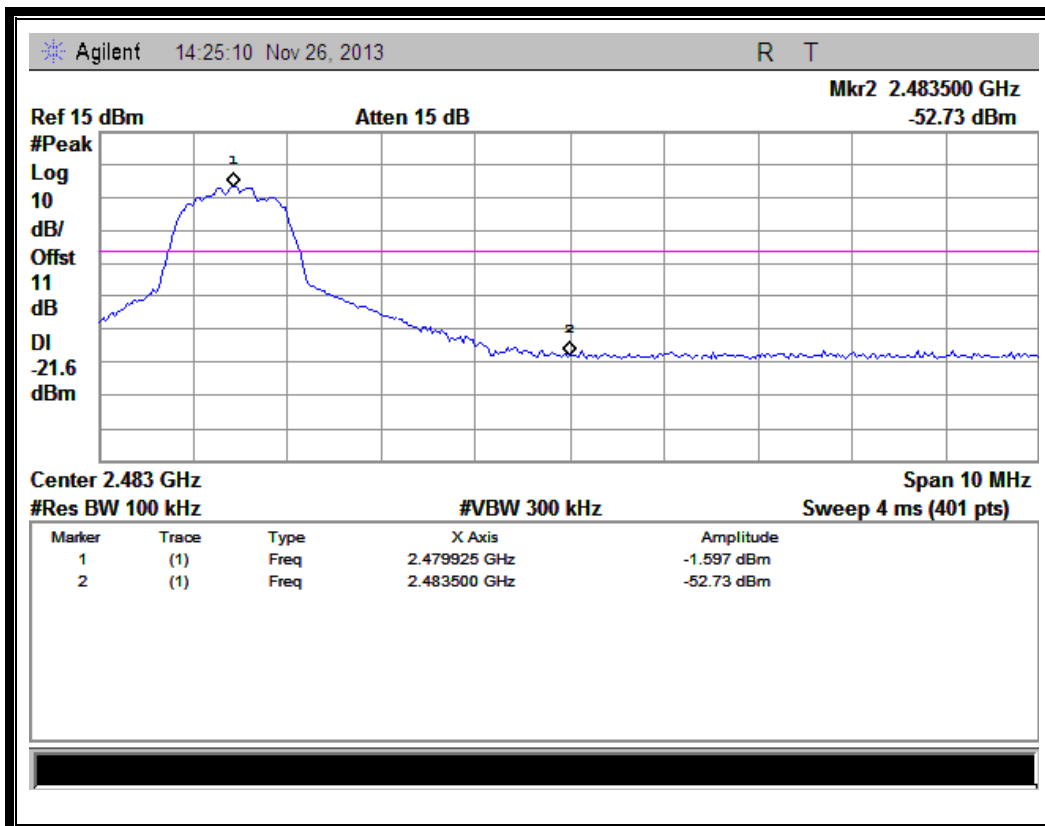 Agilent 14:25:10 Nov 26, 2013 R T
Mkr2 2.483500 GHz
Ref 15 dBm Atten 15 dB -52.73 dBm
#Peak
Log
10
dB/
Offst
11
dB
DI
-21.6
dBm
1
2
Center 2.483 GHz Span 10 MHz
#Res BW 100 kHz #VBW 300 kHz Sweep 4 ms (401 pts)
Marker Trace Type X Axis Amplitude
1 (1) Freq 2.479925 GHz -1.597 dBm
2 (1) Freq 2.483500 GHz -52.73 dBm